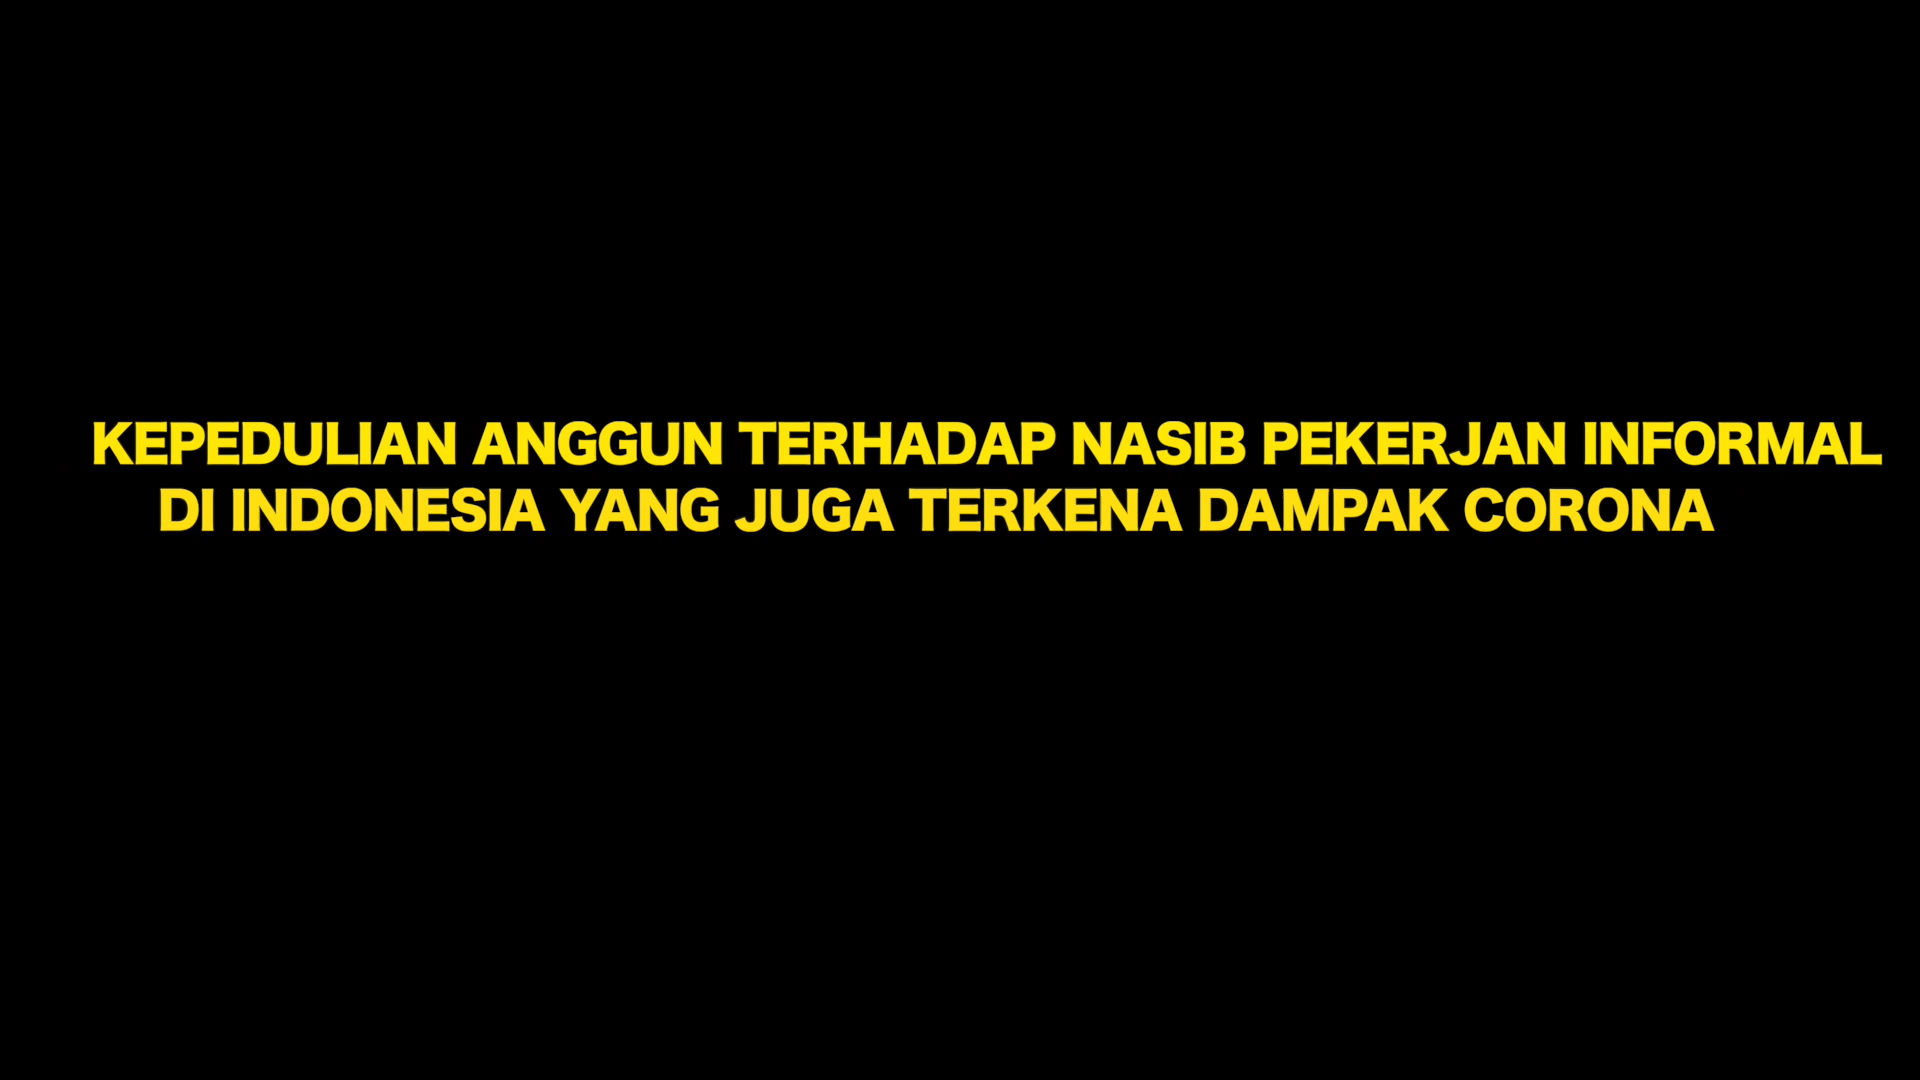 KEPEDULIAN ANGGUN TERHADAP NASIB PEKERJAN INFORMAL
DI INDONESIA YANG JUGA TERKENA DAMPAK CORONA